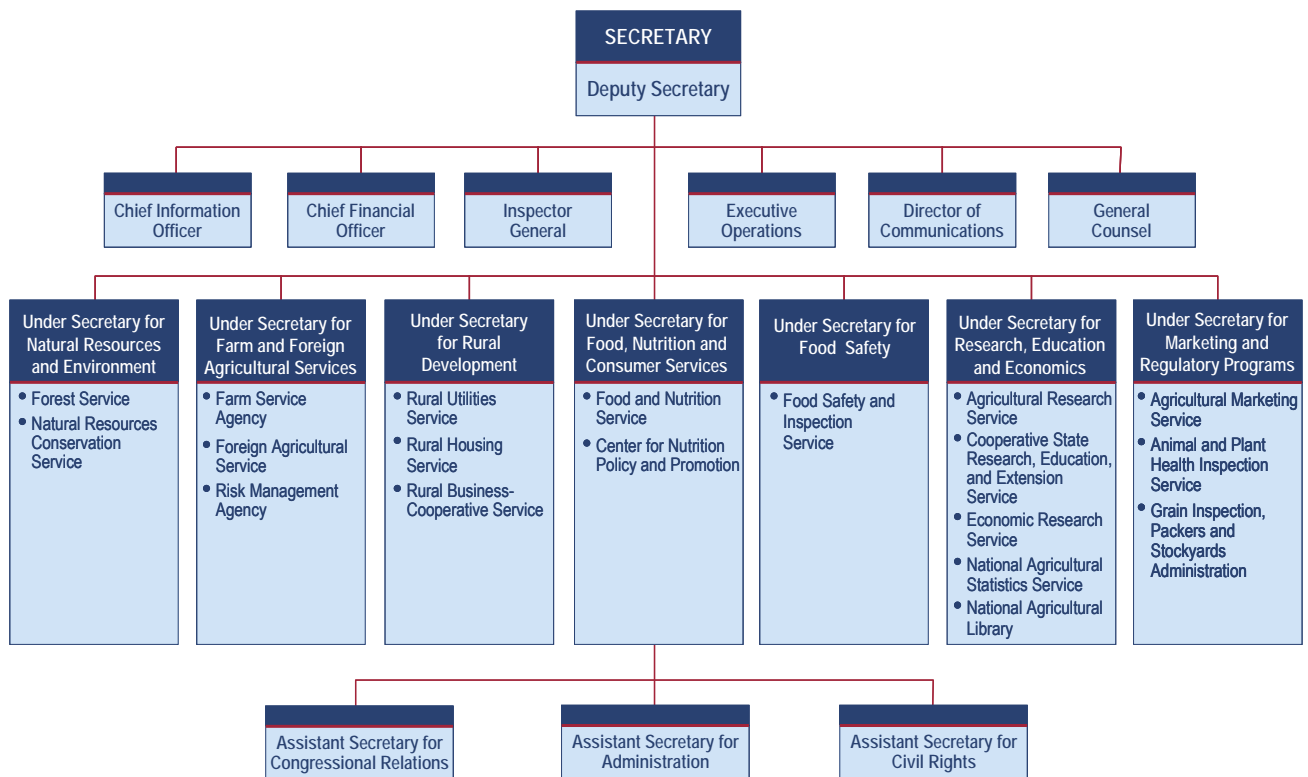 SECRETARY
Deputy Secretary
Chief Information
Officer
Chief Financial
Officer
Inspector
General
Executive
Operations
Director of
Communications
General
Counsel
Under Secretary for
Natural Resources
and Environment
• Forest Service
• Natural Resources
Conservation
Service
Under Secretary for
Farm and Foreign
Agricultural Services
• Farm Service
Agency
• Foreign Agricultural
Service
• Risk Management
Agency
Under Secretary
for Rural
Development
• Rural Utilities
Service
• Rural Housing
Service
• Rural Business-
Cooperative Service
Under Secretary for
Food, Nutrition and
Consumer Services
• Food and Nutrition
Service
• Center for Nutrition
Policy and Promotion
Under Secretary for
Food Safety
• Food Safety and
Inspection
Service
Under Secretary for
Research, Education
and Economics
• Agricultural Research
Service
• Cooperative State
Research, Education,
and Extension
Service
• Economic Research
Service
• National Agricultural
Statistics Service
• National Agricultural
Library
Under Secretary for
Marketing and
Regulatory Programs
• Agricultural Marketing
Service
• Animal and Plant
Health Inspection
Service
• Grain Inspection,
Packers and
Stockyards
Administration
Assistant Secretary for
Congressional Relations
Assistant Secretary for
Administration
Assistant Secretary for
Civil Rights